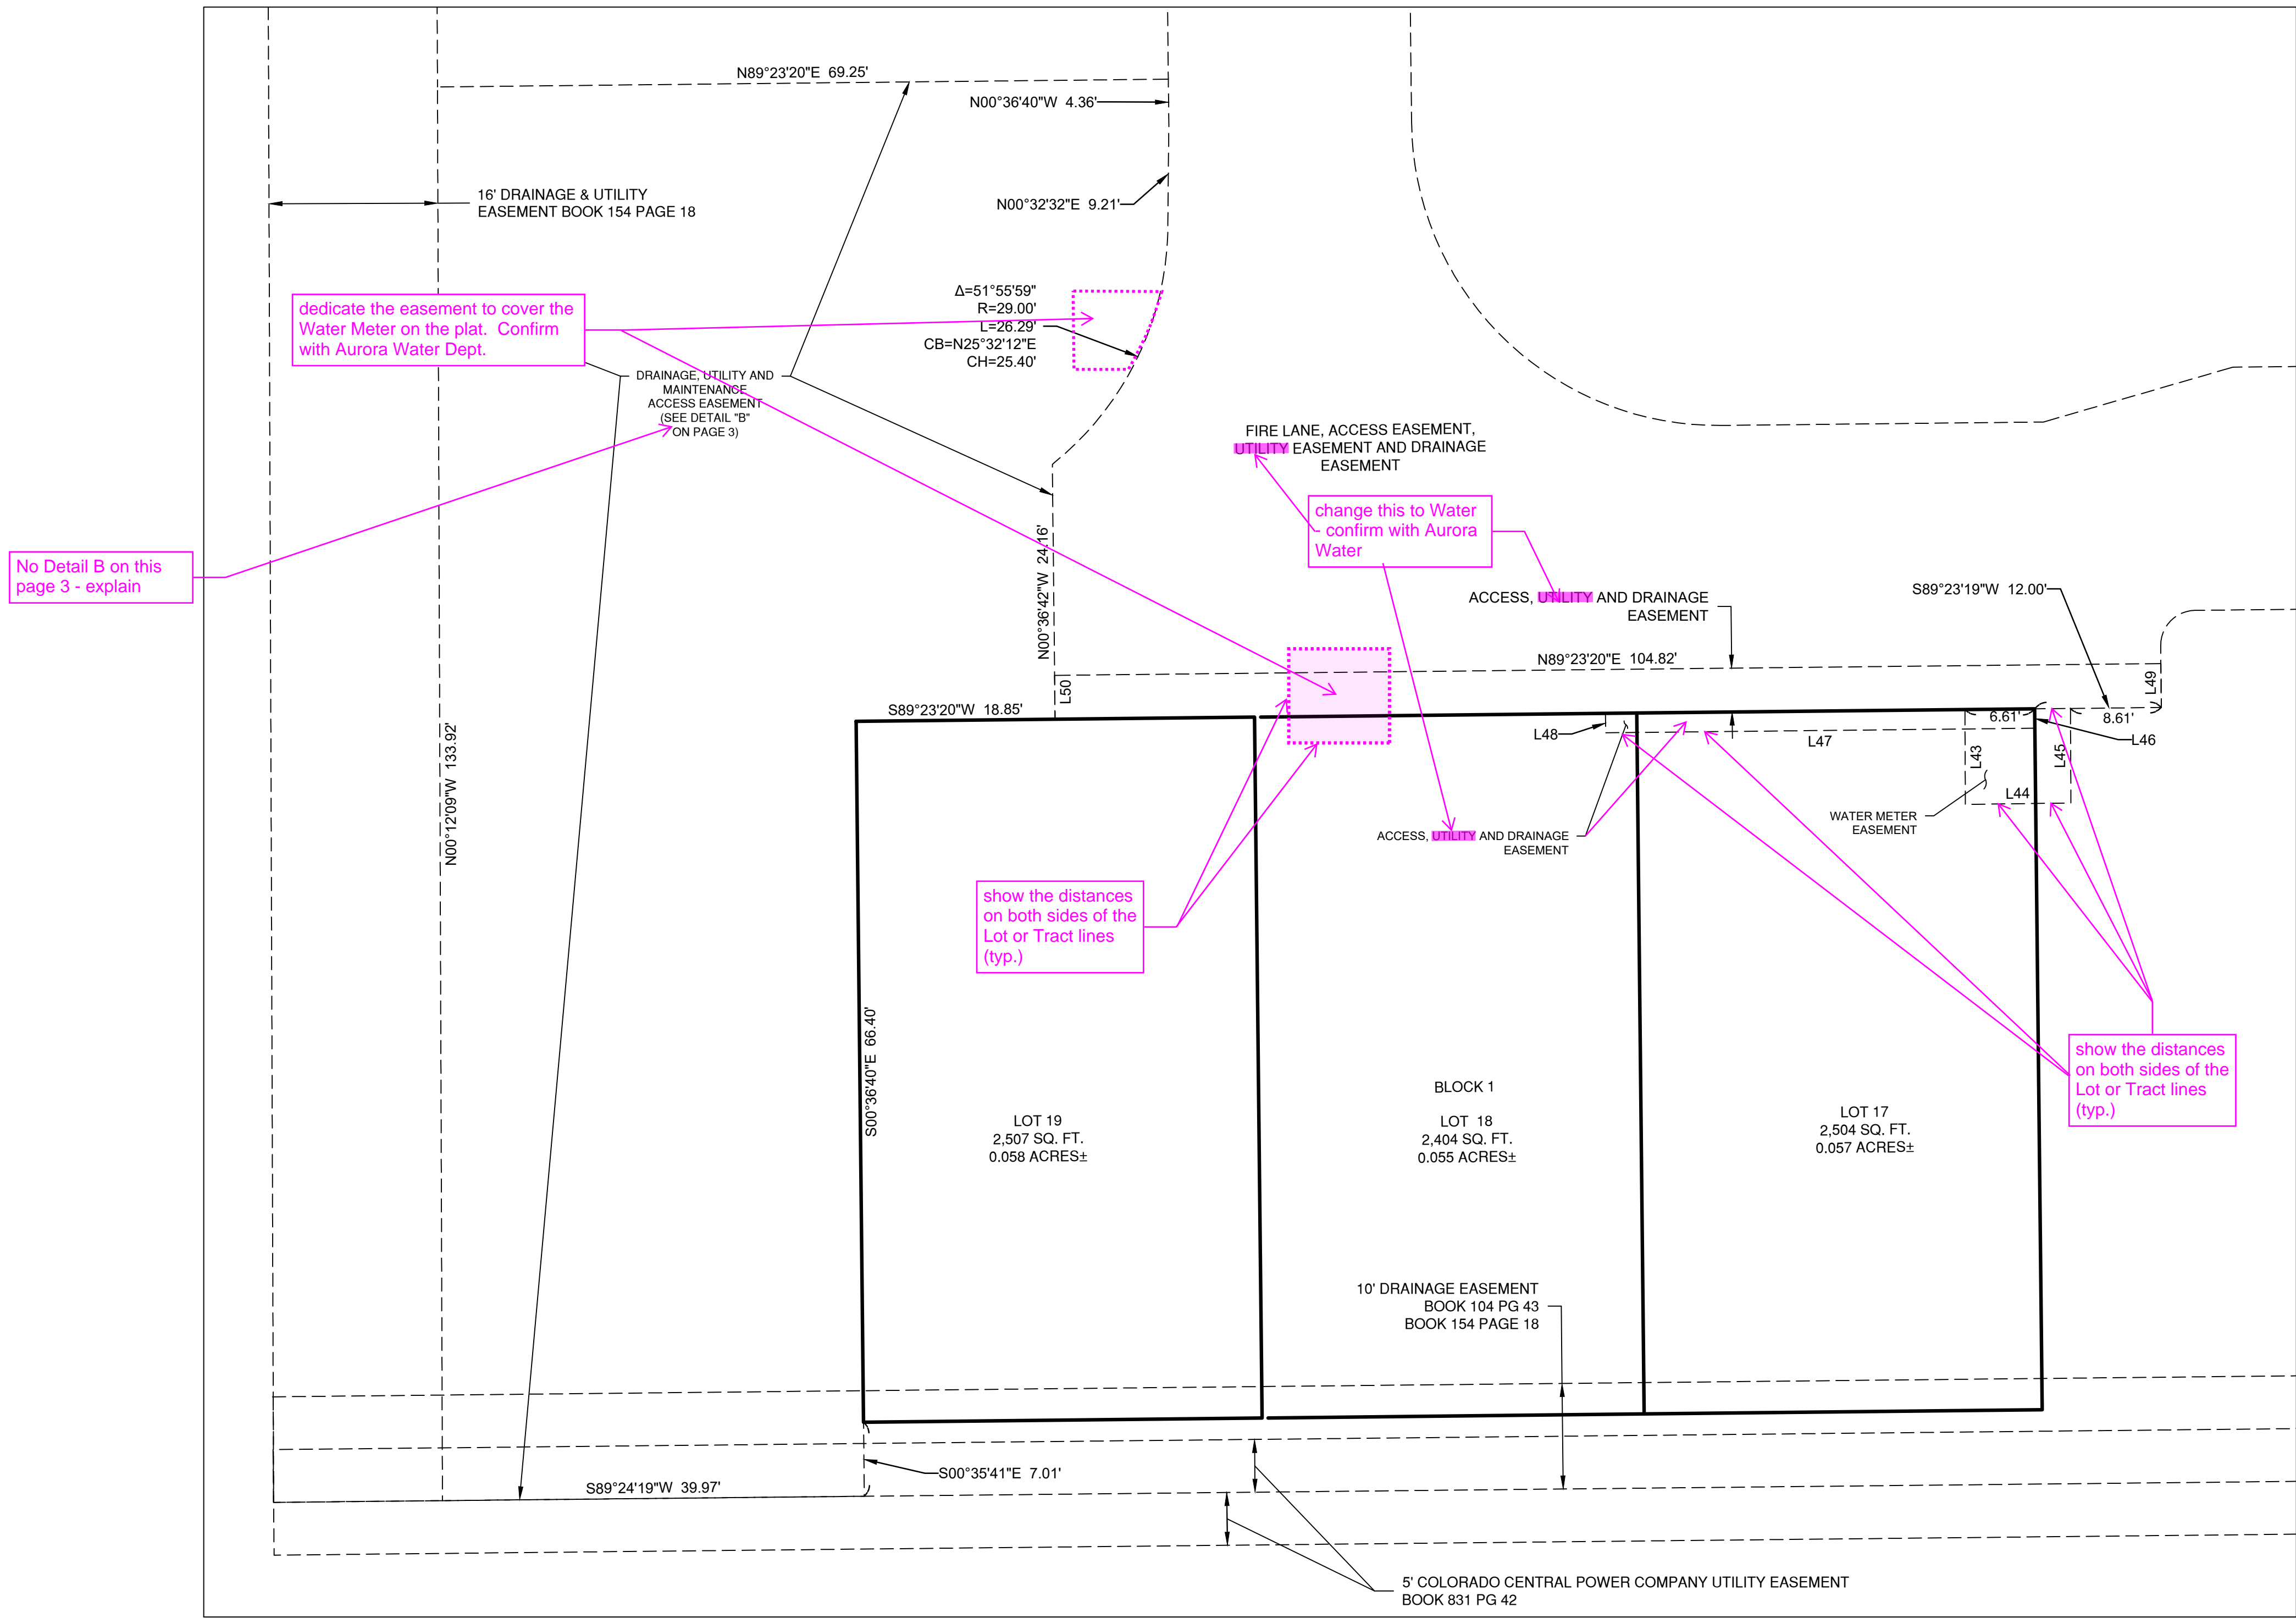 N89°23'20"E 69.25'
N00°36'40"W 4.36'
16' DRAINAGE & UTILITY
EASEMENT BOOK 154 PAGE 18
N00°32'32"E 9.21'
dedicate the easement to cover the
Water Meter on the plat. Confirm
with Aurora Water Dept.
Δ=51°55'59"
R=29.00'
L=26.29'
CB=N25°32'12"E
CH=25.40'
DRAINAGE, UTILITY AND
MAINTENANCE
ACCESS EASEMENT
(SEE DETAIL "B"
ON PAGE 3)
FIRE LANE, ACCESS EASEMENT,
UTILITY EASEMENT AND DRAINAGE
EASEMENT
change this to Water
- confirm with Aurora
Water
No Detail B on this
page 3 - explain
N00°36'42"W 24.16'
ACCESS, UTILITY AND DRAINAGE
EASEMENT
S89°23'19"W 12.00'
N89°23'20"E 104.82'
L50
L49
S89°23'20"W 18.85'
6.61'
8.61'
L48
L47
L46
L43
L45
L44
N00°12'09"W 133.92'
WATER METER
EASEMENT
ACCESS, UTILITY AND DRAINAGE
EASEMENT
show the distances
on both sides of the
Lot or Tract lines
(typ.)
S00°36'40"E 66.40'
show the distances
on both sides of the
Lot or Tract lines
(typ.)
BLOCK 1
LOT 19
2,507 SQ. FT.
0.058 ACRES±
LOT 18
2,404 SQ. FT.
0.055 ACRES±
LOT 17
2,504 SQ. FT.
0.057 ACRES±
10' DRAINAGE EASEMENT
BOOK 104 PG 43
BOOK 154 PAGE 18
S00°35'41"E 7.01'
S89°24'19"W 39.97'
5' COLORADO CENTRAL POWER COMPANY UTILITY EASEMENT
BOOK 831 PG 42